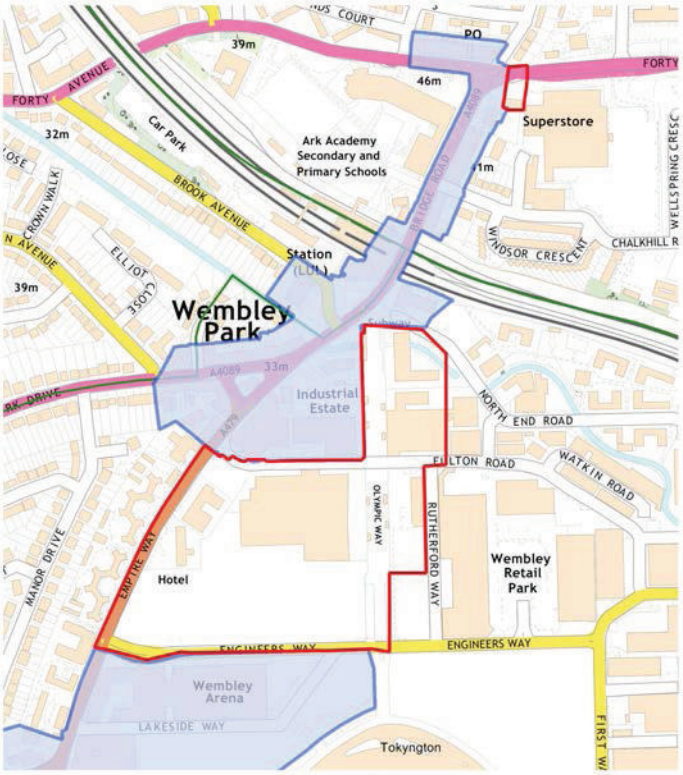 NDS COURT
PO
39m
FORTY AVENUE
46m
FORTY
A4089
32m
Car Park
Superstore
Ark Academy
Secondary and
Primary Schools
BRIDGE ROAD
WELLSPRING CRESC
CROWN WALK
BROOK AVENUE
WINDSOR CRESCENT
CHALKHILL R
N AVENUE
ELLIOT CLOSE
Station
(LUL)
39m
Wembley
Park
Subway
A4089
33m
RK DRIVE
Industrial
Estate
NORTH END ROAD
A479
FULTON ROAD
WATKIN ROAD
OLYMPIC WAY
RUTHERFORD WAY
MANOR DRIVE
EMPIRE WAY
Hotel
Wembley
Retail
Park
ENGINEERS WAY
ENGINEERS WAY
Wembley
Arena
LAKESIDE WAY
Tokyngton
FIRST W